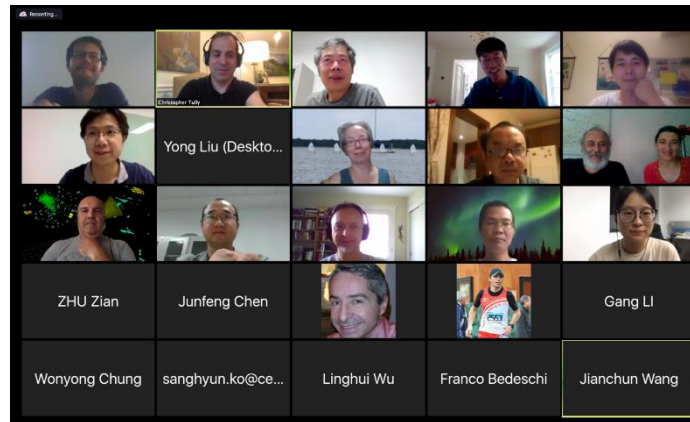 Recording...
Christopher Tully
Yong Liu (Deskto...
ZHU Zian
Junfeng Chen
Gang LI
Wonyong Chung
sanghyun.ko@ce...
Linghui Wu
Franco Bedeschi
Jianchun Wang